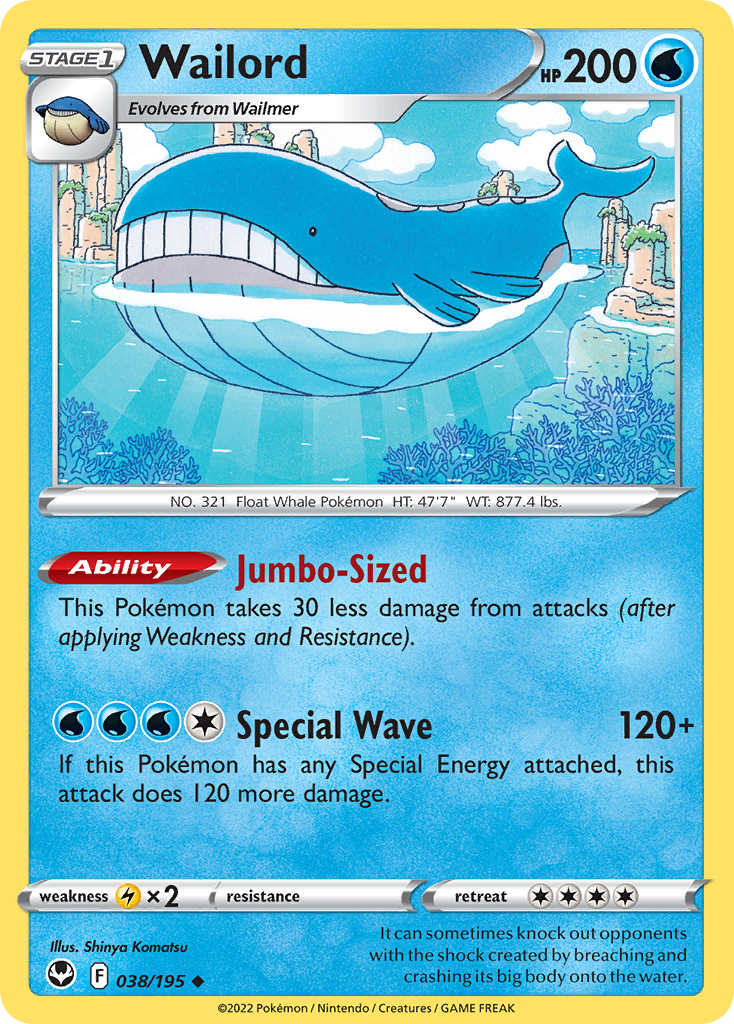 STAGE1 Wailord HP200
Evolves from Wailmer
NO. 321 Float Whale Pokémon HT: 47'7" WT: 877.4 lbs.
Ability Jumbo-Sized
This Pokémon takes 30 less damage from attacks (after
applying Weakness and Resistance).
Special Wave 120+
If this Pokémon has any Special Energy attached, this
attack does 120 more damage.
weakness ×2 resistance retreat
Illus. Shinya Komatsu
F 038/195
It can sometimes knock out opponents
with the shock created by breaching and
crashing its big body onto the water.
©2022 Pokémon / Nintendo / Creatures / GAME FREAK